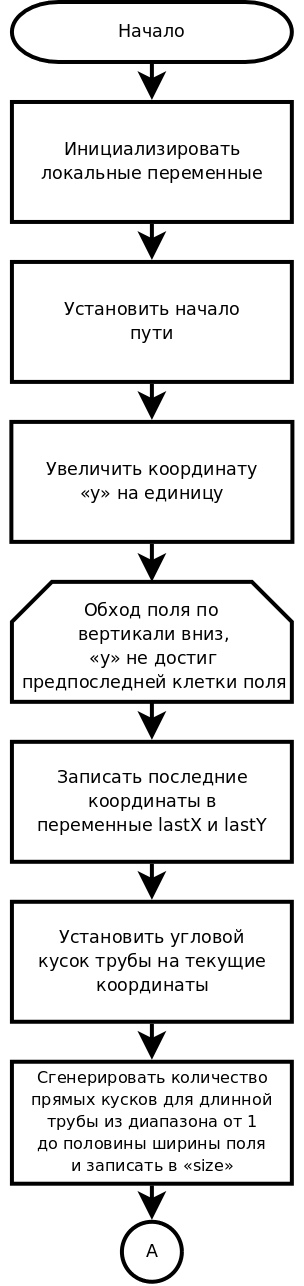 Начало
Инициализировать
локальные переменные
Установить начало
пути
Увеличить координату
«y» на единицу
Обход поля по
вертикали вниз,
«y» не достиг
предпоследней клетки поля
Записать последние
координаты в
переменные lastX и lastY
Установить угловой
кусок трубы на текущие
координаты
Сгенерировать количество
прямых кусков для длинной
трубы из диапазона от 1
до половины ширины поля
и записать в «size»
A